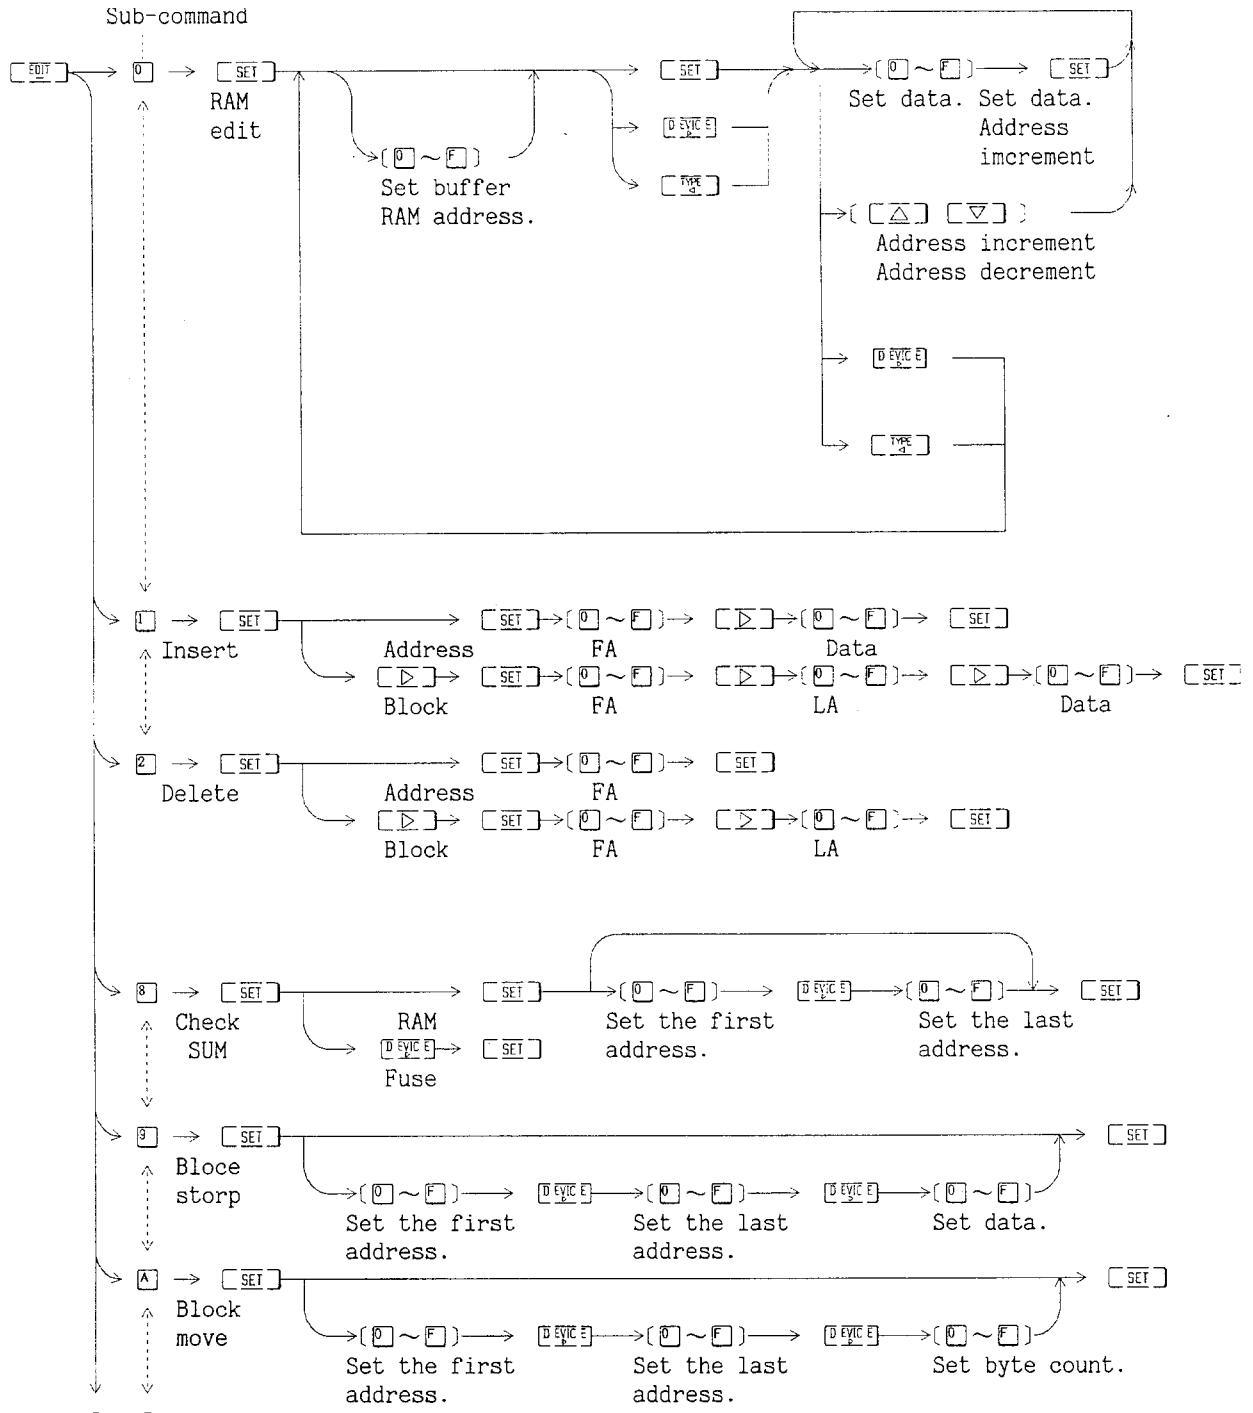 Sub-command
EDIT 0 SET SET (0 ~ F) SET
RAM edit
Set data. Set data. Address imcrement
DEVICE
(0 ~ F)
TYPE
Set buffer RAM address.
( △ ▽ )
Address increment
Address decrement
DEVICE
TYPE
1 SET SET (0 ~ F) ▷ (0 ~ F) SET
Insert Address FA Data
▷ SET (0 ~ F) ▷ (0 ~ F) ▷ (0 ~ F) SET
Block FA LA Data
2 SET SET (0 ~ F) SET
Delete Address FA
▷ SET (0 ~ F) ▷ (0 ~ F) SET
Block FA LA
8 SET SET (0 ~ F) DEVICE (0 ~ F) SET
Check SUM RAM Set the first address. Set the last address.
DEVICE SET
Fuse
9 SET SET
Bloce storp
(0 ~ F) DEVICE (0 ~ F) DEVICE (0 ~ F)
Set the first address. Set the last address. Set data.
A SET SET
Block move
(0 ~ F) DEVICE (0 ~ F) DEVICE (0 ~ F)
Set the first address. Set the last address. Set byte count.